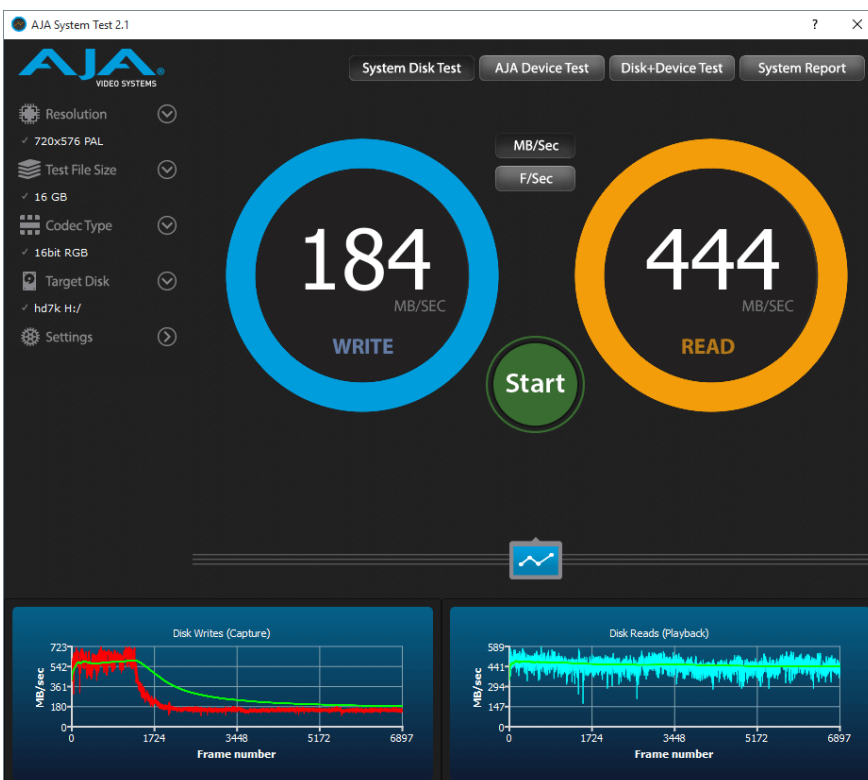 AJA System Test 2.1
?
AJA
VIDEO SYSTEMS
System Disk Test
AJA Device Test
Disk+Device Test
System Report
Resolution
720x576 PAL
Test File Size
16 GB
Codec Type
16bit RGB
Target Disk
hd7k H:/
Settings
MB/Sec
F/Sec
184
MB/SEC
WRITE
444
MB/SEC
READ
Start
Disk Writes (Capture)
MB/sec
723
542
361
180
0
0 1724 3448 5172 6897
Frame number
Disk Reads (Playback)
MB/sec
589
441
294
147
0
0 1724 3448 5172 6897
Frame number